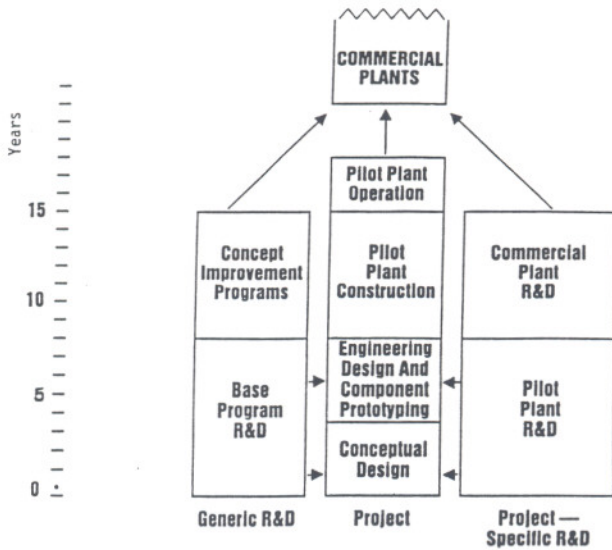 COMMERCIAL
PLANTS
Years
Pilot Plant
Operation
15
Concept
Improvement
Programs
Pilot
Plant
Construction
Commercial
Plant
R&D
10
Engineering
Design And
Component
Prototyping
Base
Program
R&D
Pilot
Plant
R&D
5
Conceptual
Design
0
Generic R&D
Project
Project —
Specific R&D